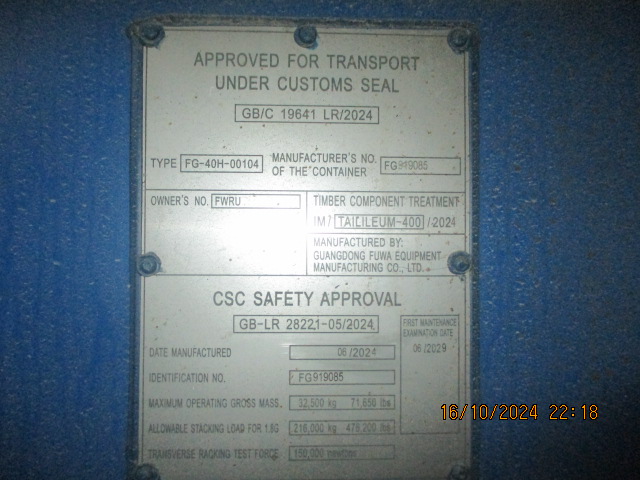 APPROVED FOR TRANSPORT
UNDER CUSTOMS SEAL
GB/C 19641 LR/2024
TYPE FG-40H-00104 MANUFACTURER'S NO. OF THE CONTAINER FG919085
OWNER'S NO. FWRU
TIMBER COMPONENT TREATMENT
IM / TAILILEUM-400 / 2024
MANUFACTURED BY:
GUANGDONG FUWA EQUIPMENT
MANUFACTURING CO., LTD.
CSC SAFETY APPROVAL
GB-LR 28221-05/2024
FIRST MAINTENANCE
EXAMINATION DATE
06 /2029
DATE MANUFACTURED 06 /2024
IDENTIFICATION NO. FG919085
MAXIMUM OPERATING GROSS MASS. 32,500 kg 71,650 lbs
ALLOWABLE STACKING LOAD FOR 1.8G 216,000 kg 476,200 lbs
TRANSVERSE RACKING TEST FORCE 150,000 newton
16/10/2024 22:18